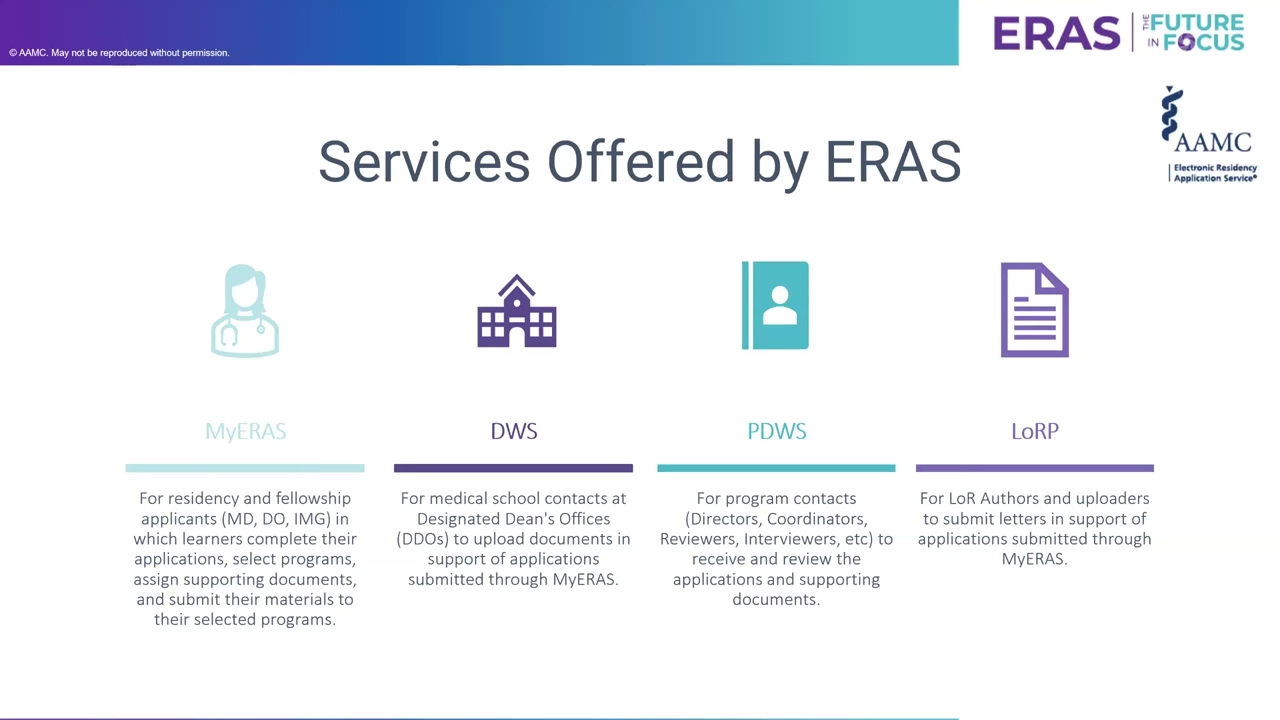 © AAMC. May not be reproduced without permission.
ERAS THE FUTURE
IN FOCUS
AAMC
Electronic Residency
Application Service®
Services Offered by ERAS
MyERAS
For residency and fellowship
applicants (MD, DO, IMG) in
which learners complete their
applications, select programs,
assign supporting documents,
and submit their materials to
their selected programs.
DWS
For medical school contacts at
Designated Dean's Offices
(DDOs) to upload documents in
support of applications
submitted through MyERAS.
PDWS
For program contacts
(Directors, Coordinators,
Reviewers, Interviewers, etc) to
receive and review the
applications and supporting
documents.
LoRP
For LoR Authors and uploaders
to submit letters in support of
applications submitted through
MyERAS.